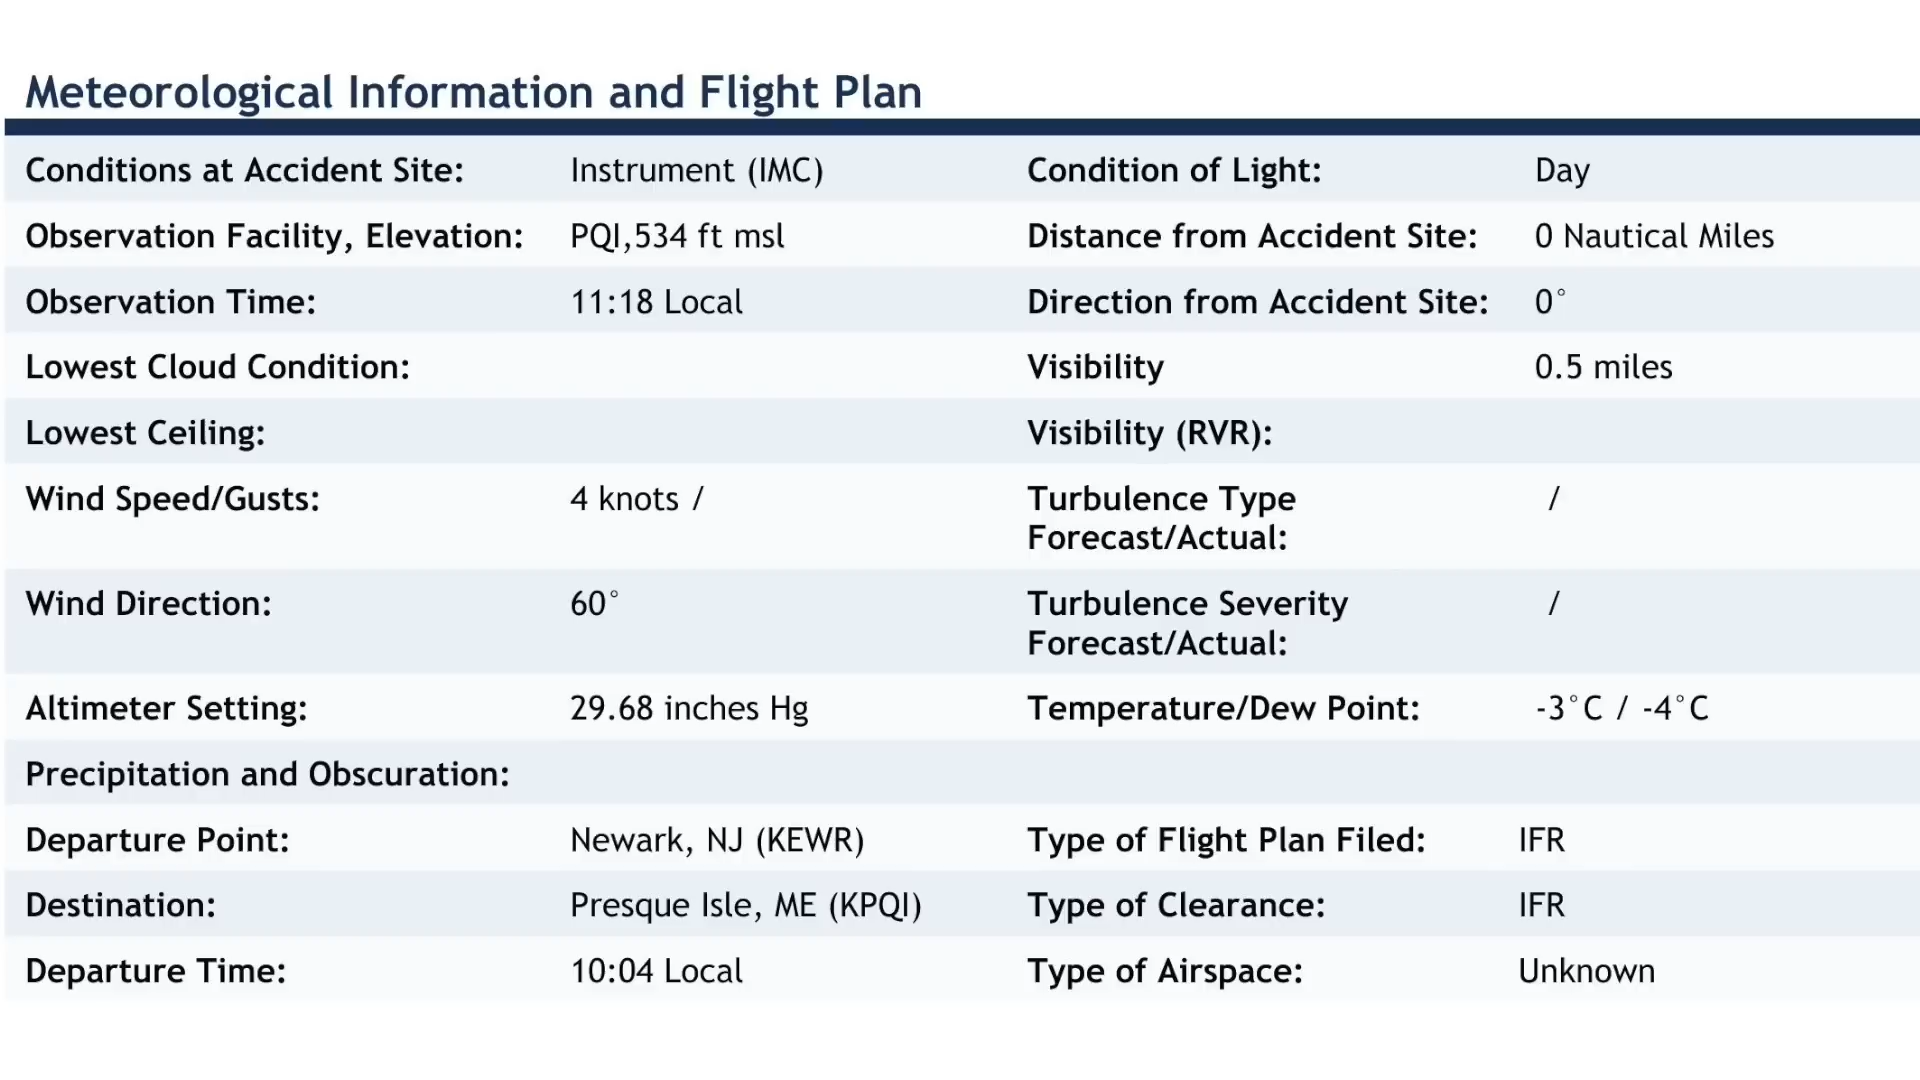 Meteorological Information and Flight Plan
Conditions at Accident Site: Instrument (IMC) Condition of Light: Day
Observation Facility, Elevation: PQI,534 ft msl Distance from Accident Site: 0 Nautical Miles
Observation Time: 11:18 Local Direction from Accident Site: 0°
Lowest Cloud Condition: Visibility 0.5 miles
Lowest Ceiling: Visibility (RVR):
Wind Speed/Gusts: 4 knots / Turbulence Type /
Forecast/Actual:
Wind Direction: 60° Turbulence Severity /
Forecast/Actual:
Altimeter Setting: 29.68 inches Hg Temperature/Dew Point: -3°C / -4°C
Precipitation and Obscuration:
Departure Point: Newark, NJ (KEWR) Type of Flight Plan Filed: IFR
Destination: Presque Isle, ME (KPQI) Type of Clearance: IFR
Departure Time: 10:04 Local Type of Airspace: Unknown